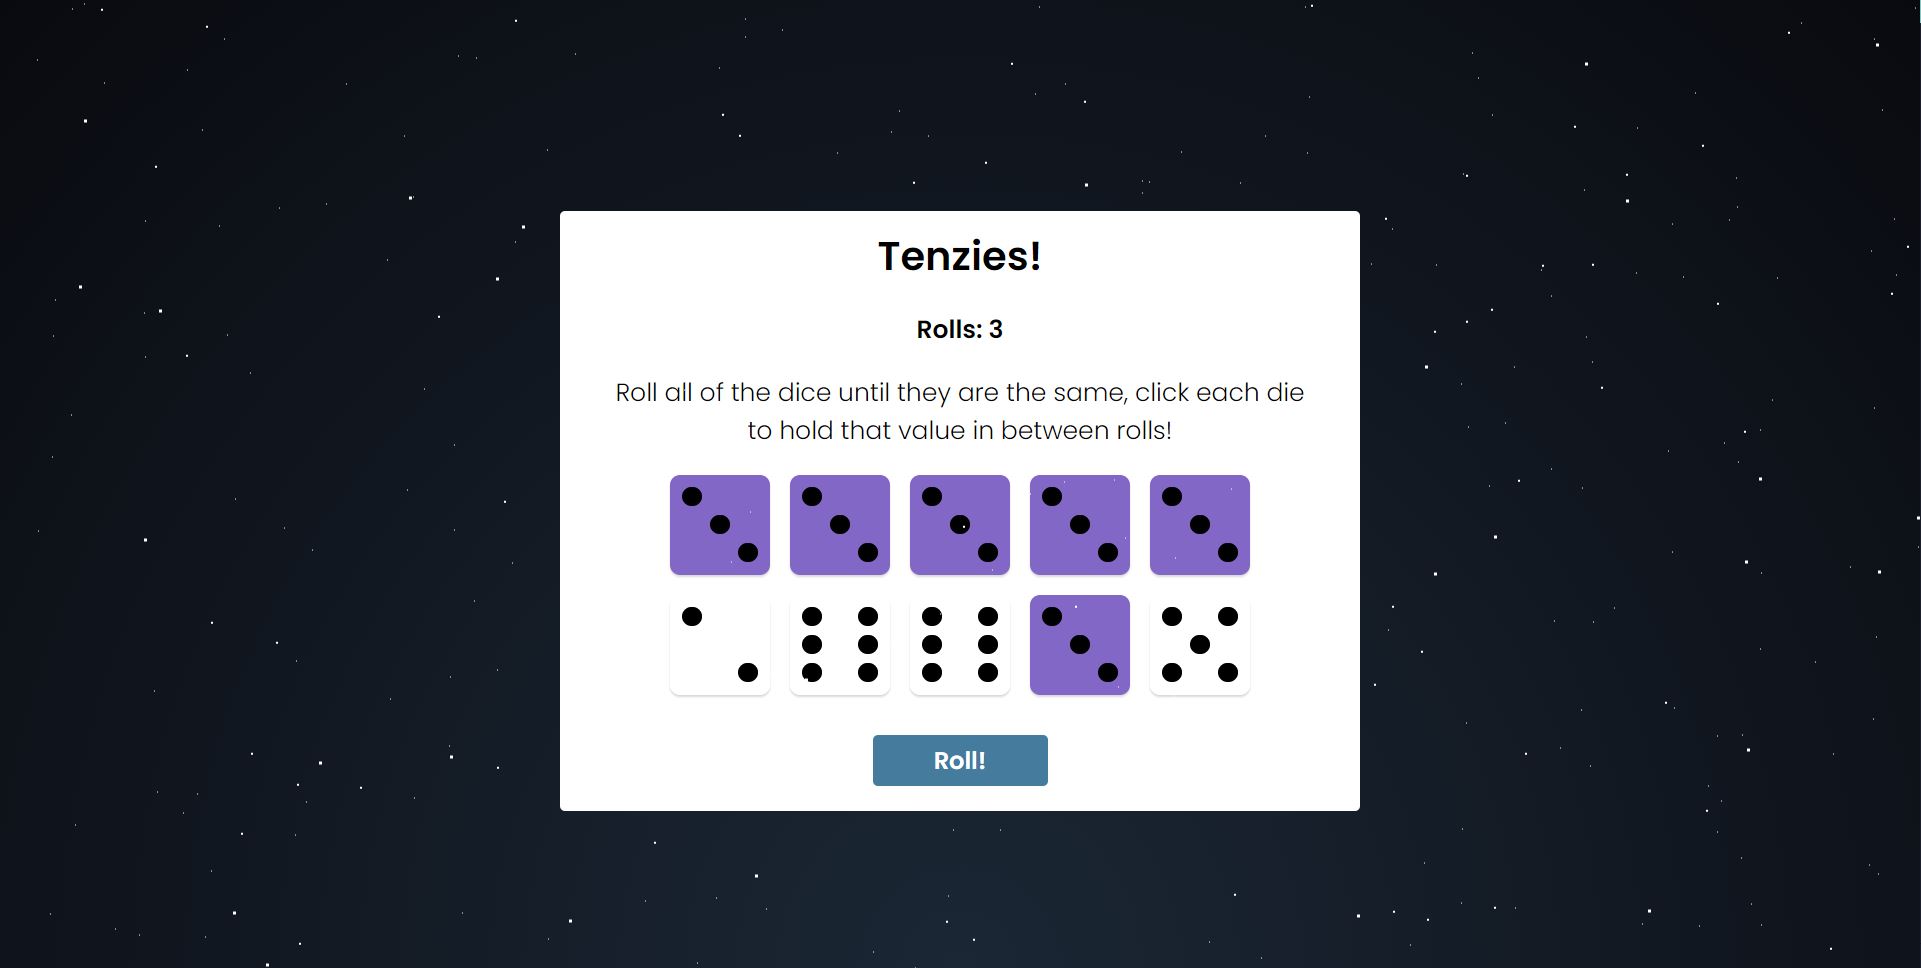 Tenzies!
Rolls: 3
Roll all of the dice until they are the same, click each die
to hold that value in between rolls!
Roll!